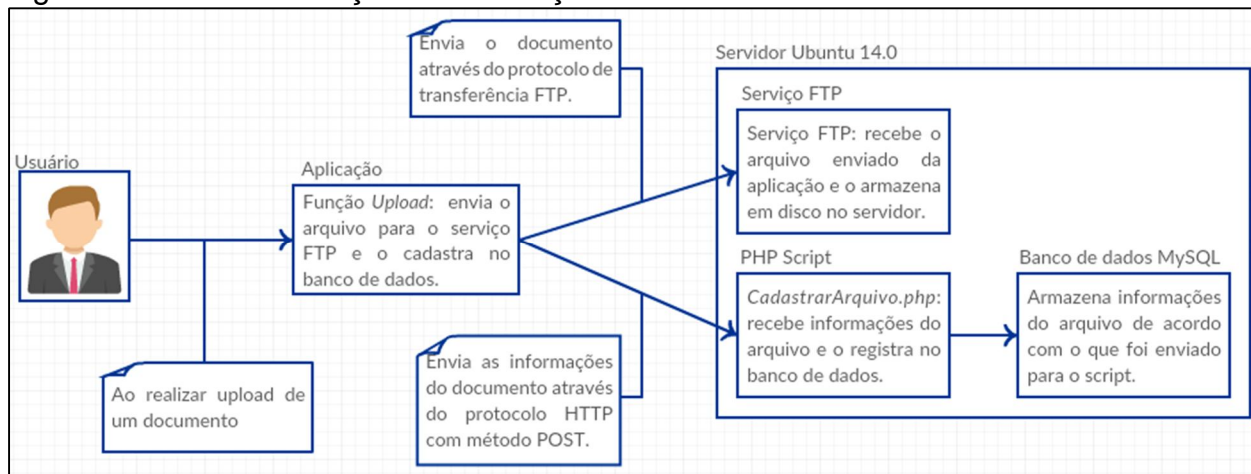 Envia o documento
através do protocolo de
transferência FTP.
Servidor Ubuntu 14.0
Serviço FTP
Serviço FTP: recebe o
arquivo enviado da
aplicação e o armazena
em disco no servidor.
Usuário
Aplicação
Função Upload: envia o
arquivo para o serviço
FTP e o cadastra no
banco de dados.
PHP Script
CadastrarArquivo.php:
recebe informações do
arquivo e o registra no
banco de dados.
Banco de dados MySQL
Armazena informações
do arquivo de acordo
com o que foi enviado
para o script.
Ao realizar upload de
um documento
Envia as informações
do documento através
do protocolo HTTP
com método POST.